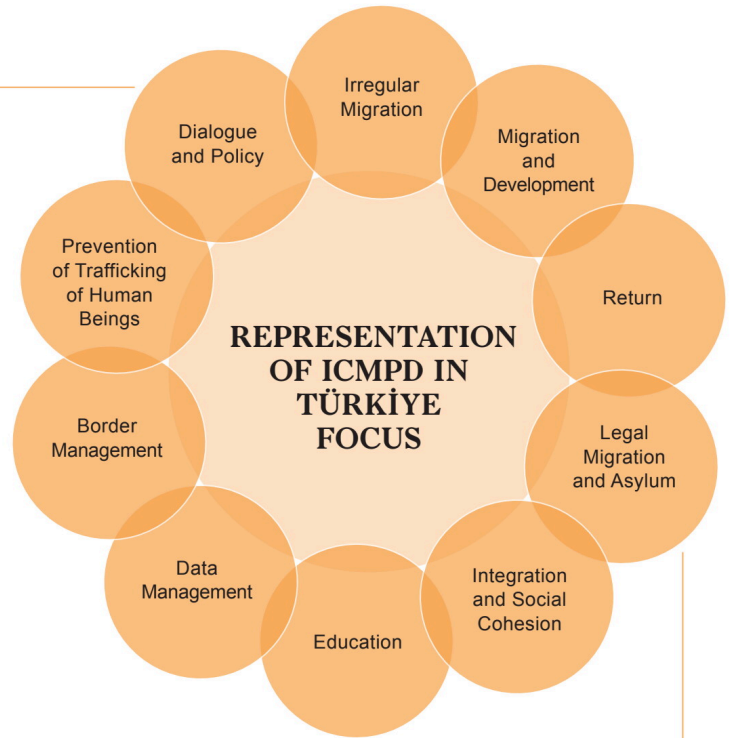 Irregular
Migration
Migration
and
Development
Return
Legal
Migration
and Asylum
Integration
and Social
Cohesion
Education
Data
Management
Border
Management
Prevention
of Trafficking
of Human
Beings
Dialogue
and Policy
REPRESENTATION
OF ICMPD IN
TÜRKİYE
FOCUS